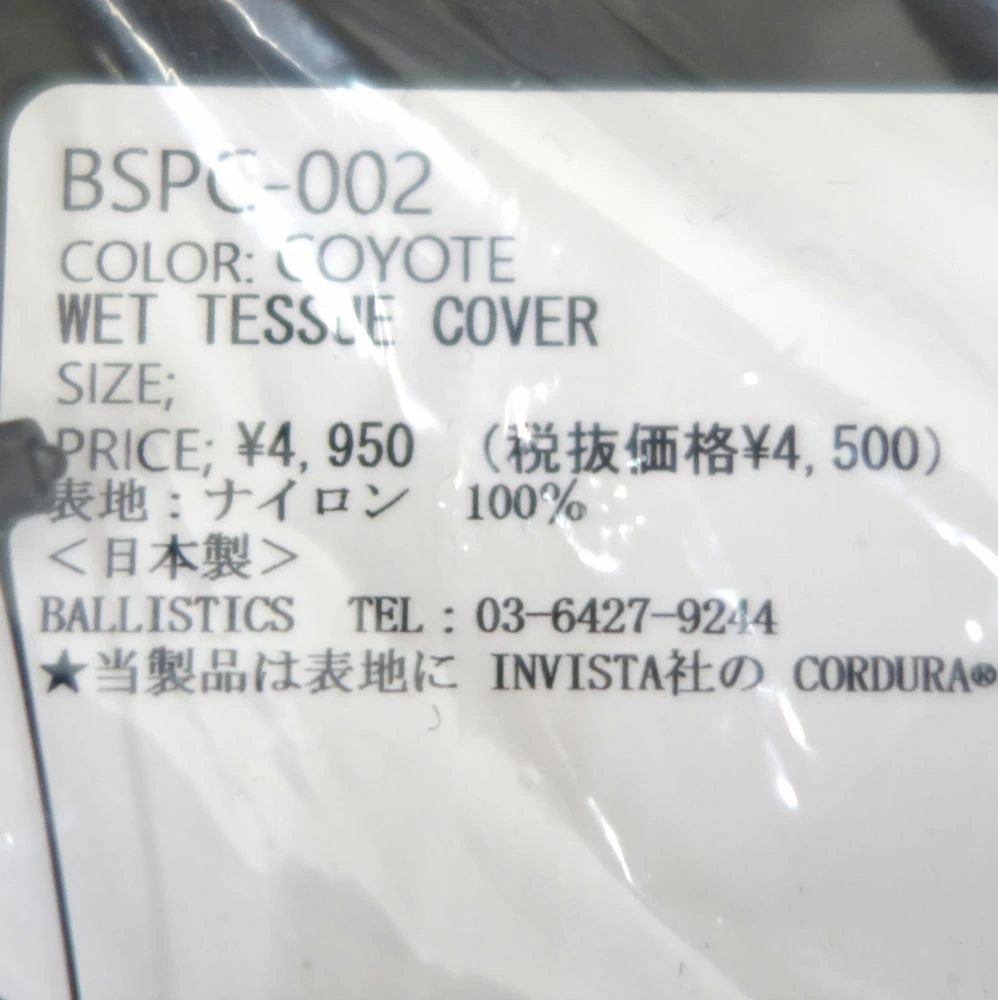 BSPC-002
COLOR: COYOTE
WET TESSUE COVER
SIZE;
PRICE; ¥4,950 (税抜価格¥4,500)
表地:ナイロン 100%
<日本製>
BALLISTICS TEL:03-6427-9244
★当製品は表地に INVISTA社の CORDURA®